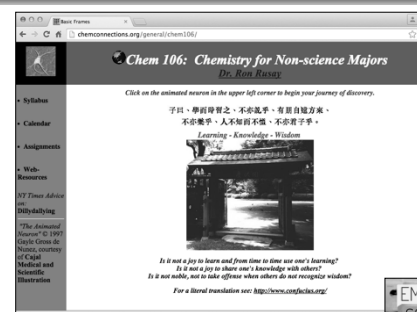 Basic Frames
chemconnections.org/general/chem106/
Chem 106: Chemistry for Non-science Majors
Dr. Ron Rusay
Click on the animated neuron in the upper left corner to begin your journey of discovery.
子曰、學而時習之、不亦説乎、有朋自遠方來、
不亦樂乎、人不知而不愠、不亦君子乎。
Learning - Knowledge - Wisdom
Is it not a joy to learn and from time to time use one's learning?
Is it not a joy to share one's knowledge with others?
Is it not noble, not to take offense when others do not recognize wisdom?
For a literal translation see: http://www.confucius.org/
• Syllabus
• Calendar
• Assignments
• Web-
Resources
NY Times Advice
on:
Dillydallying
"The Animated
Neuron" © 1997
Gayle Gross de
Nunez, courtesy
of Cajal
Medical and
Scientific
Illustration
EM